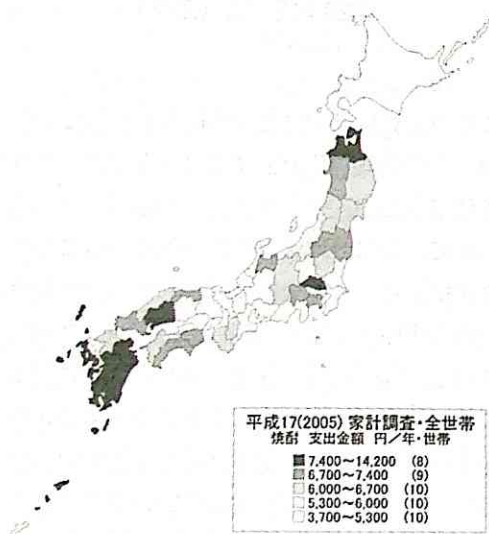 平成17(2005) 家計調査・全世帯
焼酎 支出金額 円／年・世帯
7,400～14,200 (8)
6,700～7,400 (9)
6,000～6,700 (10)
5,300～6,000 (10)
3,700～5,300 (10)